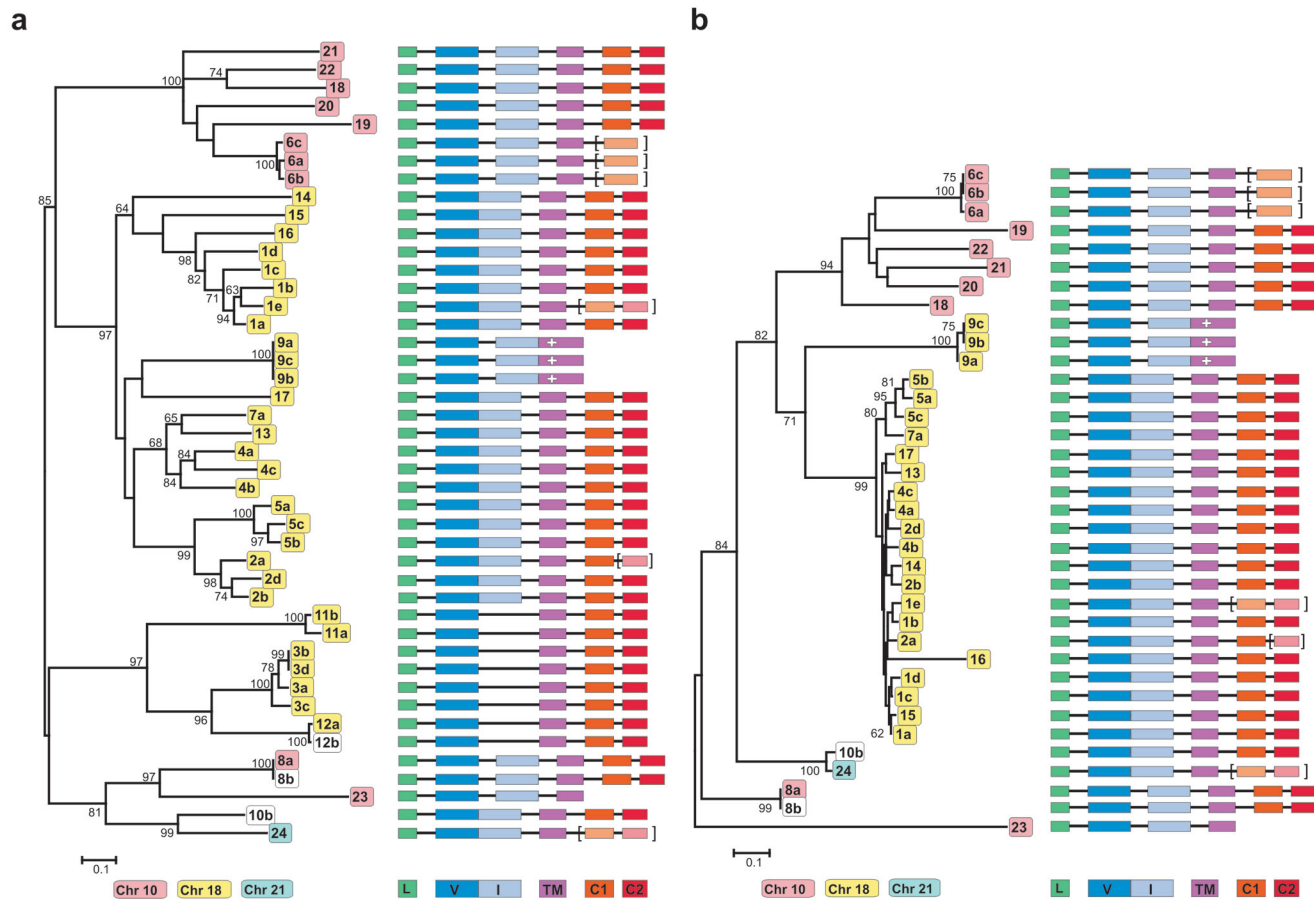 a
21
22
74
100
18
20
19
6c
6a
100
6b
85
14
64
15
16
1d
98
1c
82
1b
63
71
1e
94
1a
97
9a
100
9c
9b
17
7a
65
13
68
4a
84
4c
84
4b
5a
100
5c
97
5b
99
2a
98
2d
74
2b
11b
100
11a
97
3b
99
3d
78
100
3a
3c
96
12a
100
12b
8a
100
97
8b
23
81
10b
99
24
+
+
+
[ ]
[ ]
[ ]
[ ]
[ ]
[ ]
0.1
Chr 10 Chr 18 Chr 21
L V I TM C1 C2
b
6c
75
100
6b
6a
19
22
94
21
20
18
82
9c
75
9b
100
9a
5b
81
5a
95
80
5c
7a
71
17
99
13
4c
4a
2d
84
4b
14
2b
1e
1b
2a
16
1d
1c
15
62
1a
10b
100
24
8a
99
8b
23
+
+
+
[ ]
[ ]
[ ]
[ ]
[ ]
[ ]
0.1
Chr 10 Chr 18 Chr 21
L V I TM C1 C2